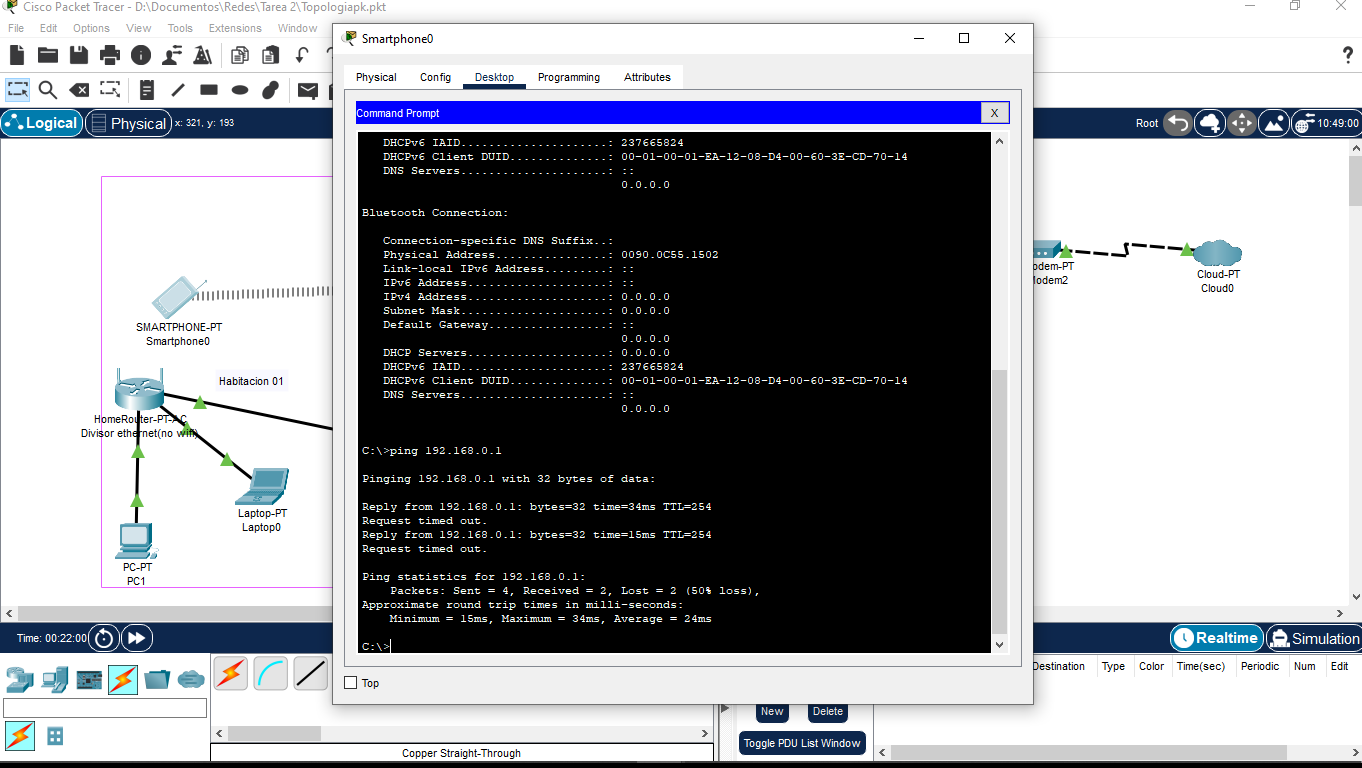 Cisco Packet Tracer - D:\Documentos\Redes\Tarea 2\Topologiapk.pkt
File Edit Options View Tools Extensions Window
Smartphone0
Physical Config Desktop Programming Attributes
Command Prompt X
Logical Physical x: 321, y: 193
Root 10:49:00
DHCPv6 IAID.....................: 237665824
DHCPv6 Client DUID..............: 00-01-00-01-EA-12-08-D4-00-60-3E-CD-70-14
DNS Servers.....................: ::
0.0.0.0
Bluetooth Connection:
Connection-specific DNS Suffix..:
Physical Address................: 0090.0C55.1502
Link-local IPv6 Address.........: ::
IPv6 Address....................: ::
IPv4 Address....................: 0.0.0.0
Subnet Mask.....................: 0.0.0.0
Default Gateway.................: ::
0.0.0.0
DHCP Servers....................: 0.0.0.0
DHCPv6 IAID.....................: 237665824
DHCPv6 Client DUID..............: 00-01-00-01-EA-12-08-D4-00-60-3E-CD-70-14
DNS Servers.....................: ::
0.0.0.0
C:\>ping 192.168.0.1
Pinging 192.168.0.1 with 32 bytes of data:
Reply from 192.168.0.1: bytes=32 time=34ms TTL=254
Request timed out.
Reply from 192.168.0.1: bytes=32 time=15ms TTL=254
Request timed out.
Ping statistics for 192.168.0.1:
Packets: Sent = 4, Received = 2, Lost = 2 (50% loss),
Approximate round trip times in milli-seconds:
Minimum = 15ms, Maximum = 34ms, Average = 24ms
C:\>
Top
SMARTPHONE-PT
Smartphone0
Habitacion 01
HomeRouter-PT-AC
Divisor ethernet(no wifi)
Laptop-PT
Laptop0
PC-PT
PC1
odem-PT
odem2
Cloud-PT
Cloud0
Time: 00:22:00
Realtime Simulation
Destination Type Color Time(sec) Periodic Num Edit
New Delete
Toggle PDU List Window
Copper Straight-Through